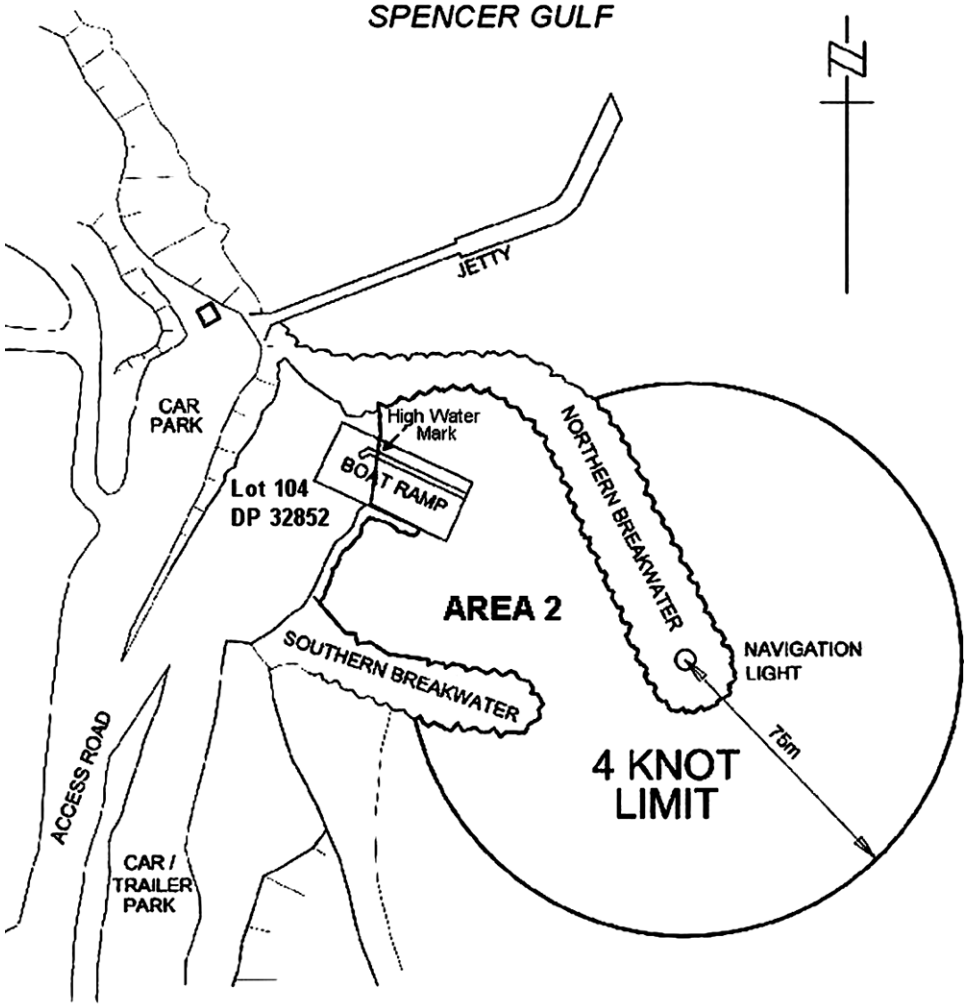 SPENCER GULF
N
JETTY
CAR
PARK
High Water
Mark
BOAT RAMP
Lot 104
DP 32852
NORTHERN BREAKWATER
AREA 2
SOUTHERN BREAKWATER
NAVIGATION
LIGHT
75m
4 KNOT
LIMIT
ACCESS ROAD
CAR /
TRAILER
PARK